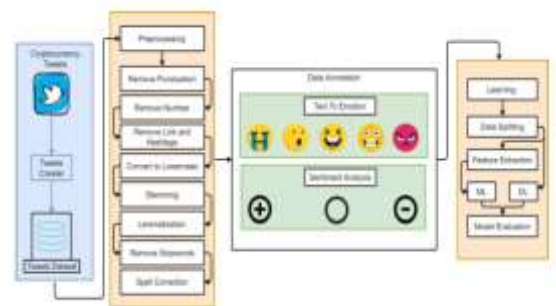 Cryptocurrency
Tweets
Tweets
Crawler
Tweets Dataset
Preprocessing
Remove Punctuation
Remove Number
Remove Link and
Hashtags
Convert to Lowercase
Stemming
Lemmatization
Remove Stopwords
Spell Correction
Data Annotation
Text To Emotion
Sentiment Analysis
Learning
Data Splitting
Feature Extraction
ML
DL
Model Evaluation